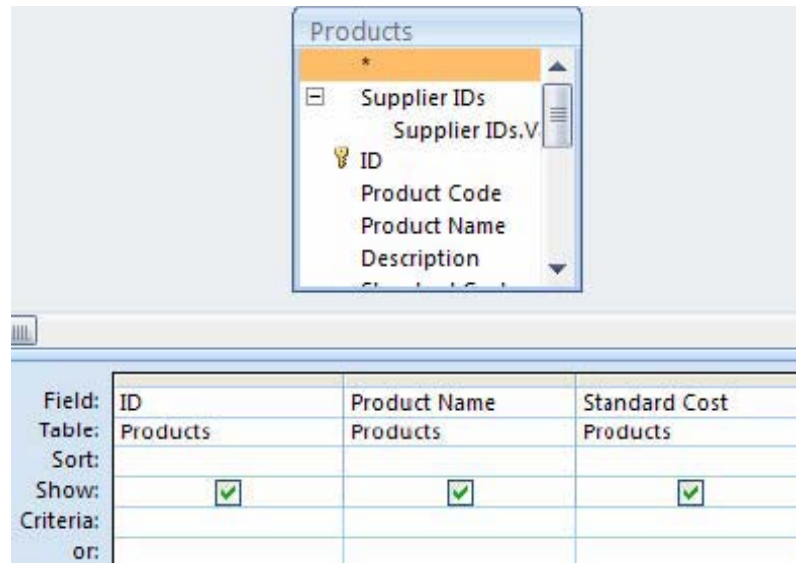 Products
*
Supplier IDs
Supplier IDs.V
ID
Product Code
Product Name
Description
Field: ID Product Name Standard Cost
Table: Products Products Products
Sort:
Show:
Criteria:
or: